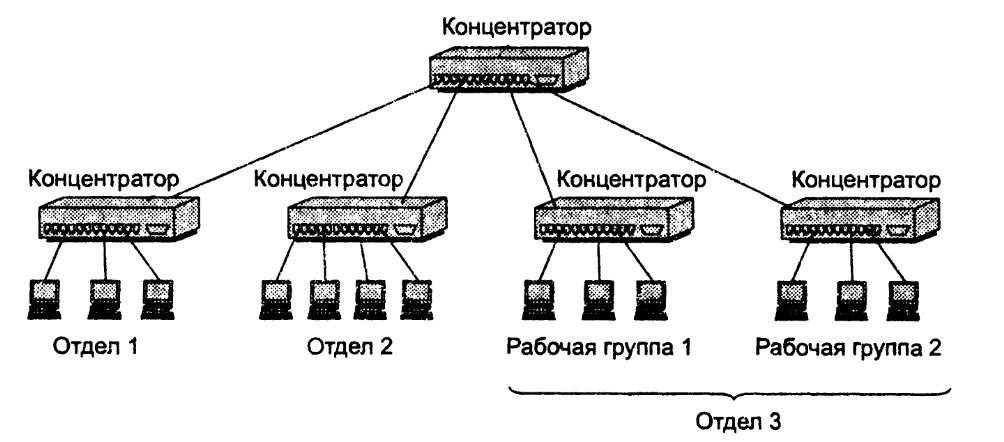 Концентратор
Концентратор
Концентратор
Концентратор
Концентратор
Отдел 1
Отдел 2
Рабочая группа 1
Рабочая группа 2
Отдел 3